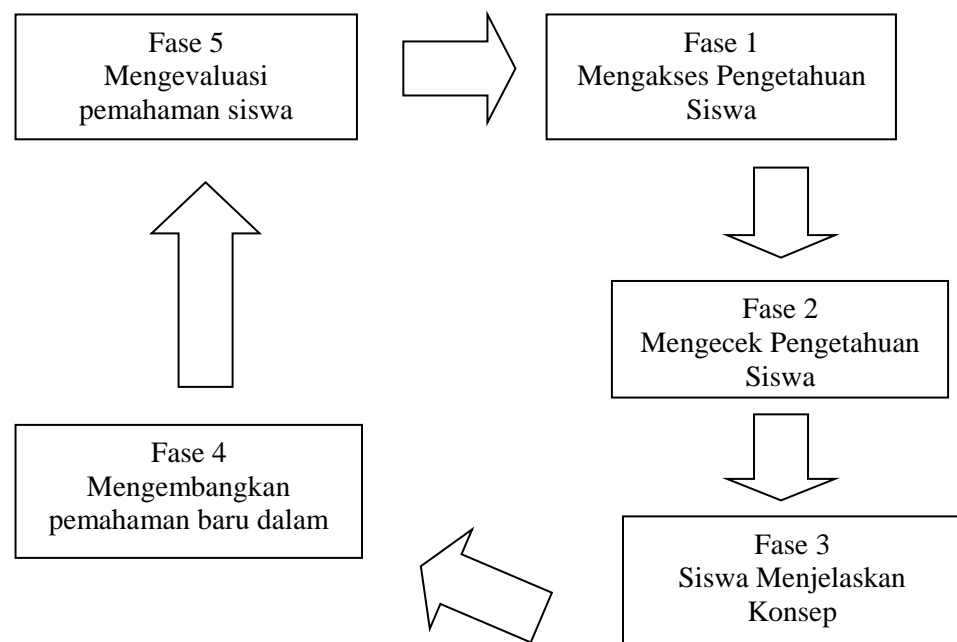 Fase 5
Mengevaluasi
pemahaman siswa
Fase 1
Mengakses Pengetahuan
Siswa
Fase 2
Mengecek Pengetahuan
Siswa
Fase 4
Mengembangkan
pemahaman baru dalam
Fase 3
Siswa Menjelaskan
Konsep